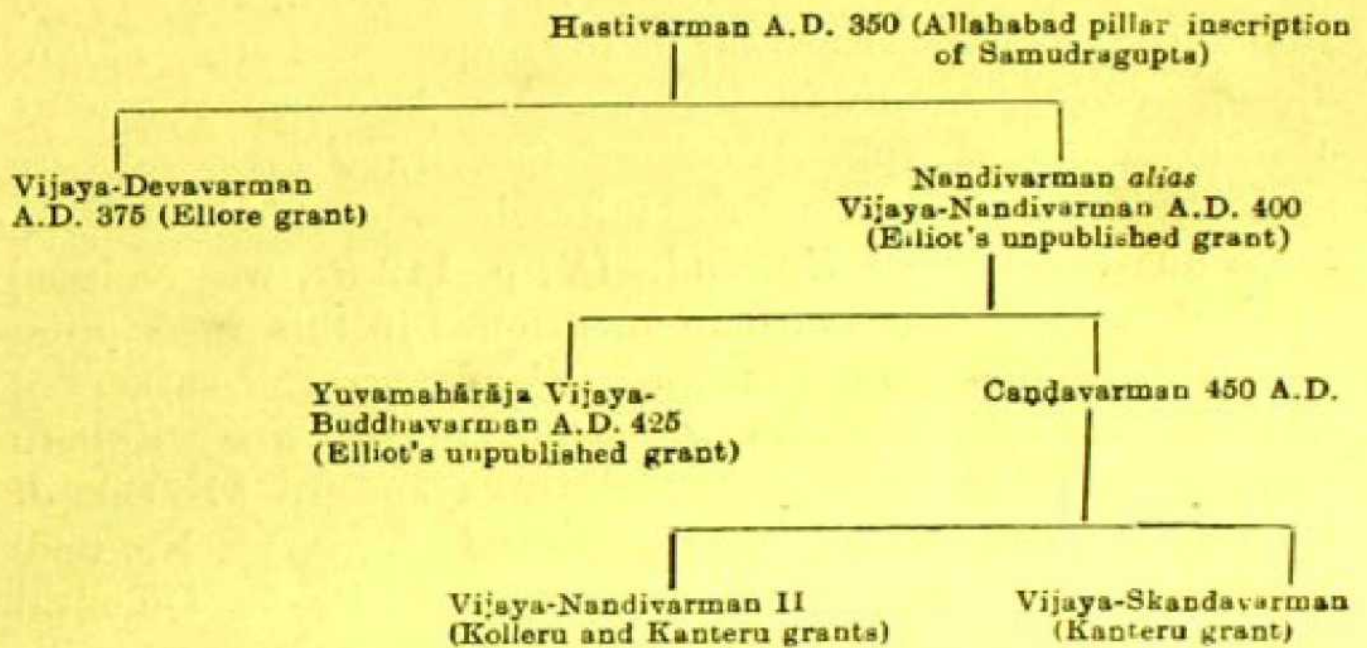 Hastivarman A.D. 350 (Allahabad pillar inscription
of Samudragupta)
Vijaya-Devavarman
A.D. 375 (Ellore grant)
Nandivarman alias
Vijaya-Nandivarman A.D. 400
(Elliot's unpublished grant)
Yuvamahārāja Vijaya-
Buddhavarman A.D. 425
(Elliot's unpublished grant)
Caṇḍavarman 450 A.D.
Vijaya-Nandivarman II
(Kolleru and Kanteru grants)
Vijaya-Skandavarman
(Kanteru grant)